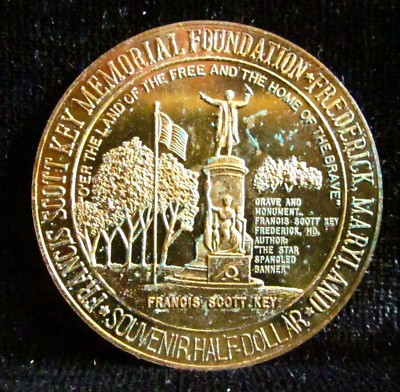 FRANCIS SCOTT KEY MEMORIAL FOUNDATION ★ FREDERICK, MARYLAND ★
"O'ER THE LAND OF THE FREE AND THE HOME OF THE BRAVE"
GRAVE AND
MONUMENT..
FRANCIS SCOTT KEY
FREDERICK, MD.
AUTHOR:
"THE STAR
SPANGLED
BANNER"
FRANCIS SCOTT KEY
SOUVENIR HALF-DOLLAR